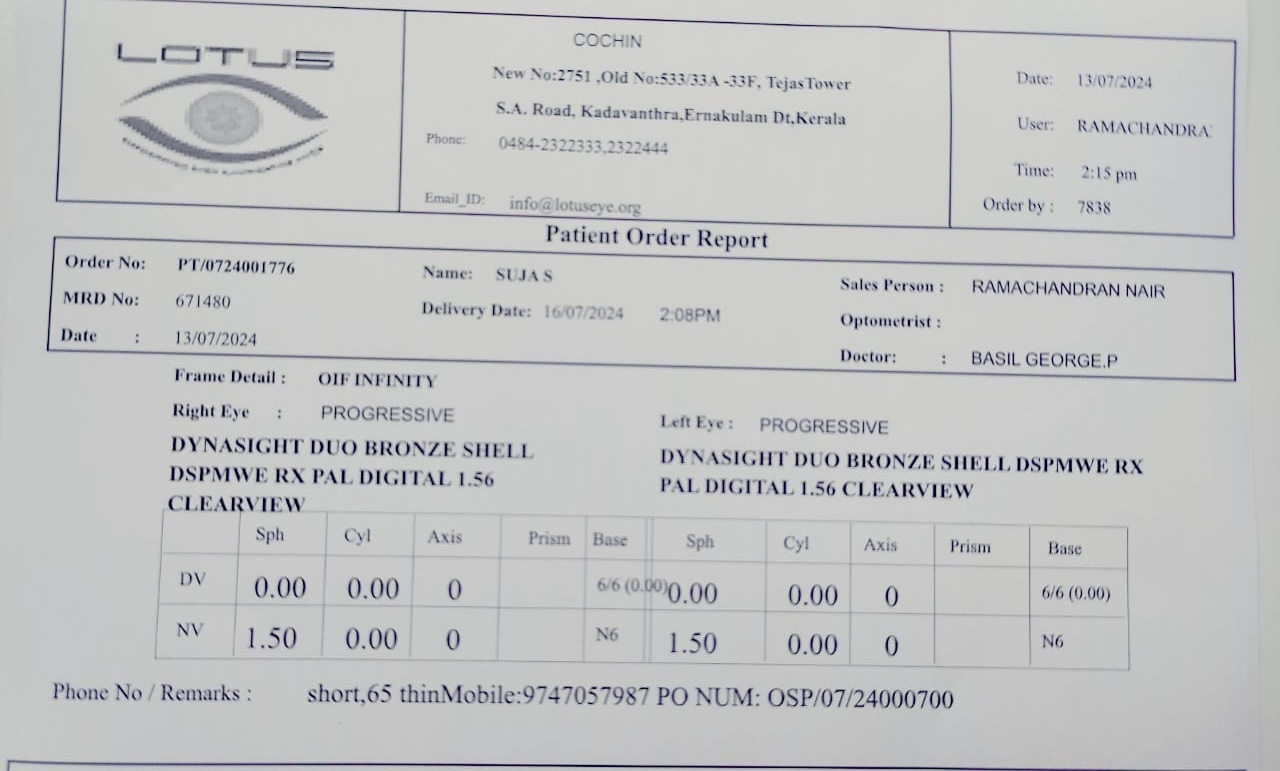 LOTUS
COCHIN
New No:2751 ,Old No:533/33A -33F, TejasTower
S.A. Road, Kadavanthra,Ernakulam Dt,Kerala
Phone: 0484-2322333,2322444
Email_ID: info@lotuseye.org
Date: 13/07/2024
User: RAMACHANDRA
Time: 2:15 pm
Order by : 7838
Patient Order Report
Order No: PT/0724001776
MRD No: 671480
Date : 13/07/2024
Name: SUJA S
Delivery Date: 16/07/2024 2:08PM
Sales Person : RAMACHANDRAN NAIR
Optometrist :
Doctor: : BASIL GEORGE.P
Frame Detail : OIF INFINITY
Right Eye : PROGRESSIVE
DYNASIGHT DUO BRONZE SHELL
DSPMWE RX PAL DIGITAL 1.56
CLEARVIEW
Left Eye : PROGRESSIVE
DYNASIGHT DUO BRONZE SHELL DSPMWE RX
PAL DIGITAL 1.56 CLEARVIEW
Sph Cyl Axis Prism Base Sph Cyl Axis Prism Base
DV 0.00 0.00 0 6/6 (0.00) 0.00 0.00 0 6/6 (0.00)
NV 1.50 0.00 0 N6 1.50 0.00 0 N6
Phone No / Remarks : short,65 thinMobile:9747057987 PO NUM: OSP/07/24000700